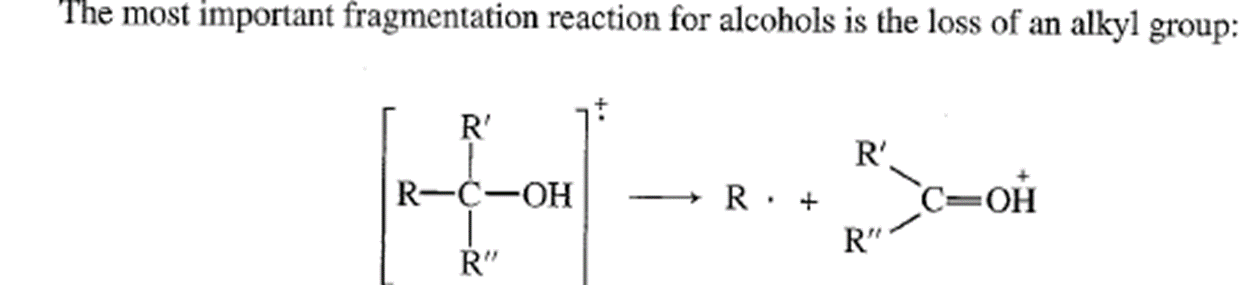 The most important fragmentation reaction for alcohols is the loss of an alkyl group:
R′
R—C—OH
R″
+
·
⟶ R · +
R′
C=OH
+
R″